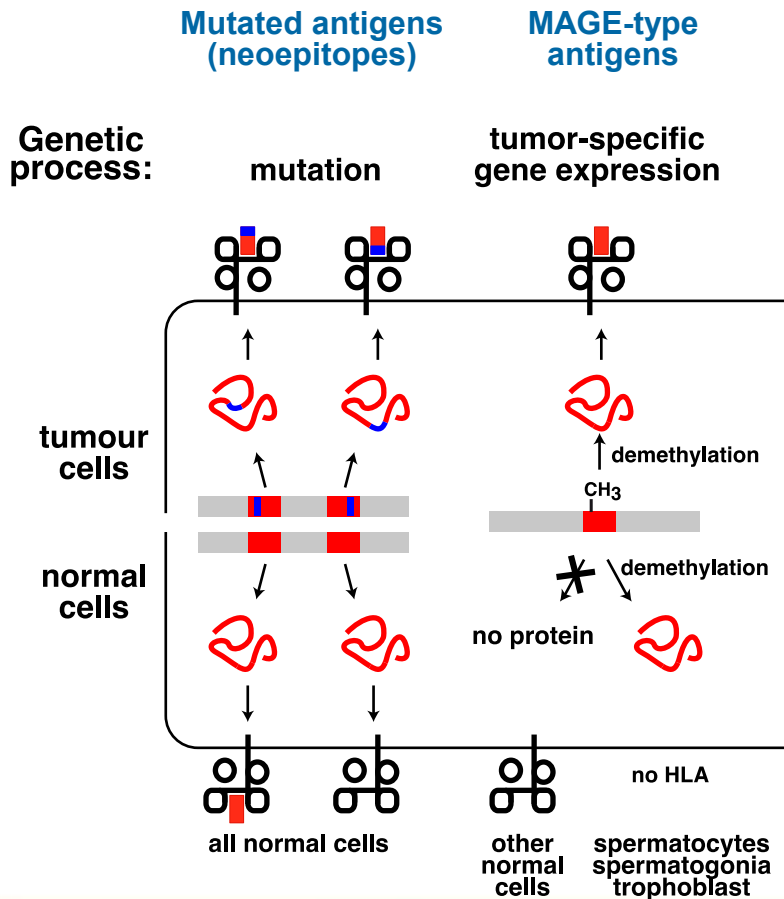 Mutated antigens
(neoepitopes)
MAGE-type
antigens
Genetic
process:
mutation
tumor-specific
gene expression
tumour
cells
demethylation
CH3
normal
cells
demethylation
no protein
no HLA
all normal cells
other
normal
cells
spermatocytes
spermatogonia
trophoblast